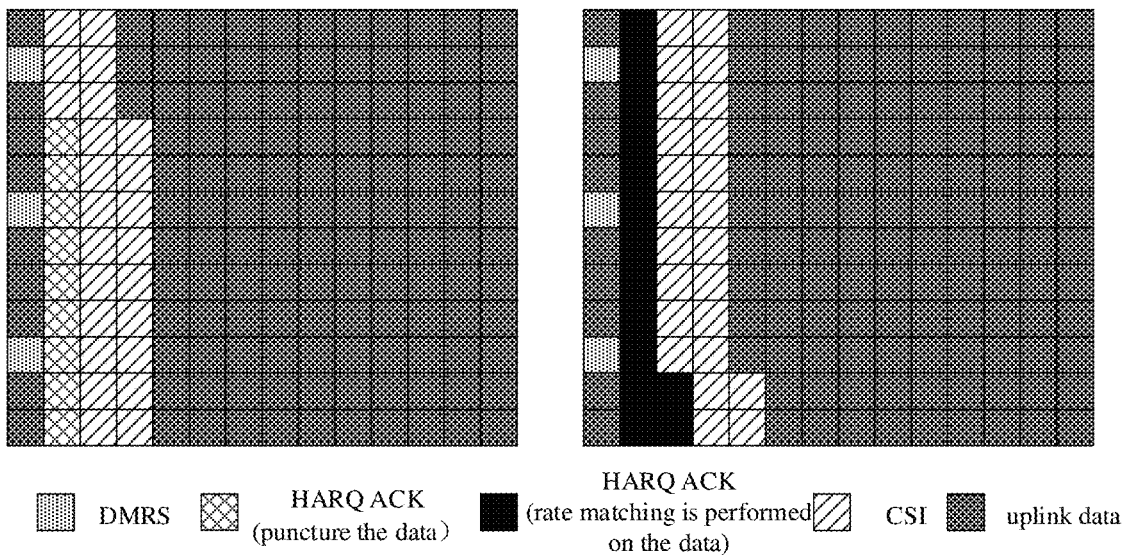 DMRS
HARQ ACK
(puncture the data)
HARQ ACK
(rate matching is performed
on the data)
CSI
uplink data